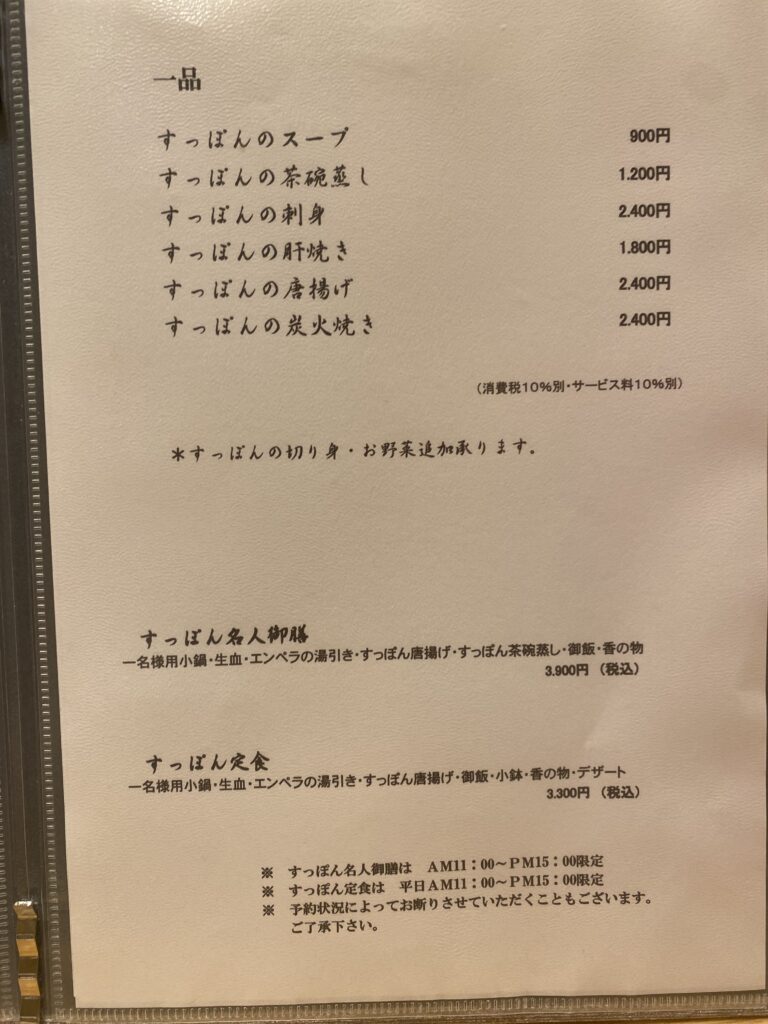 一品
すっぽんのスープ 900円
すっぽんの茶碗蒸し 1.200円
すっぽんの刺身 2.400円
すっぽんの肝焼き 1.800円
すっぽんの唐揚げ 2.400円
すっぽんの炭火焼き 2.400円
（消費税10％別・サービス料10％別）
＊すっぽんの切り身・お野菜追加承ります。
すっぽん名人御膳
一名様用小鍋・生血・エンペラの湯引き・すっぽん唐揚げ・すっぽん茶碗蒸し・御飯・香の物
3.900円 （税込）
すっぽん定食
一名様用小鍋・生血・エンペラの湯引き・すっぽん唐揚げ・御飯・小鉢・香の物・デザート
3.300円 （税込）
※ すっぽん名人御膳は AM11：00～PM15：00限定
※ すっぽん定食は 平日AM11：00～PM15：00限定
※ 予約状況によってお断りさせていただくこともございます。
ご了承下さい。